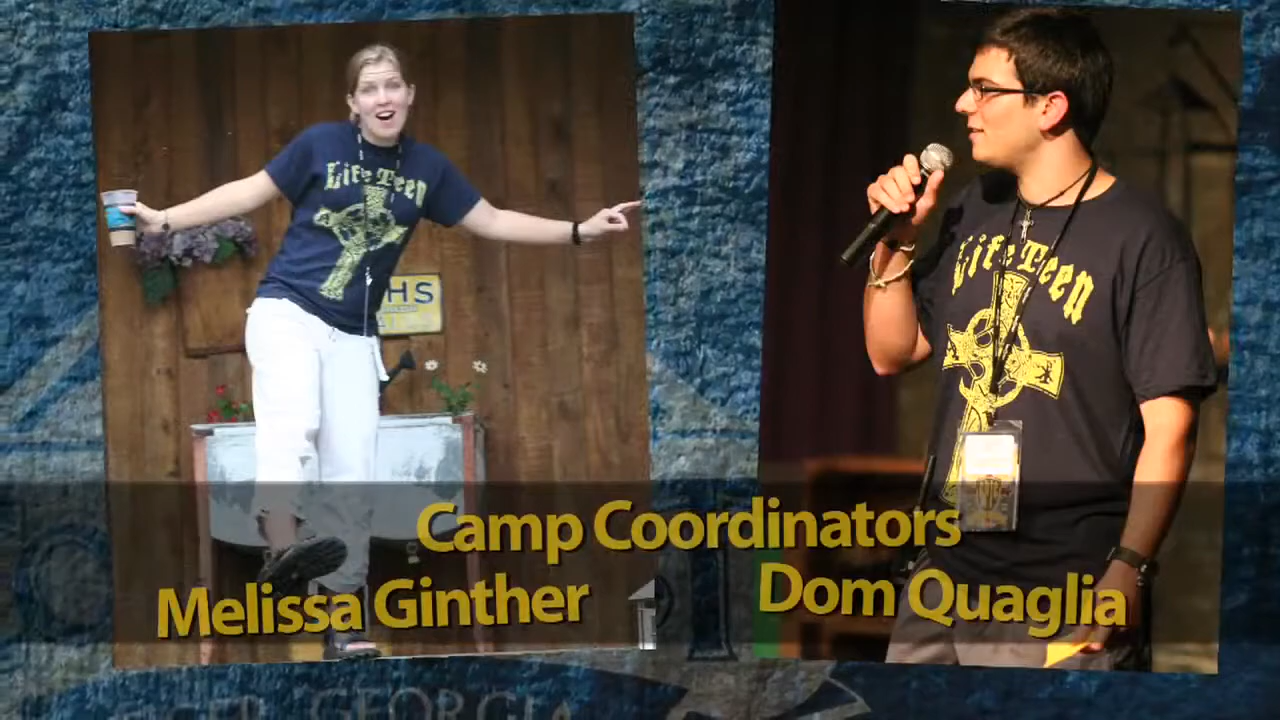 Life Teen
HS
Life Teen
Camp Coordinators
Melissa Ginther
Dom Quaglia
GEORGIA